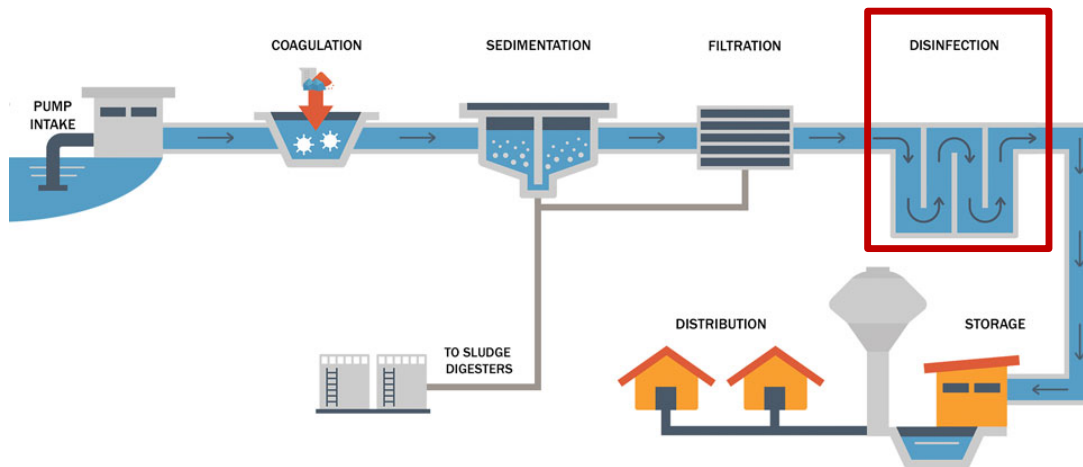 COAGULATION
SEDIMENTATION
FILTRATION
DISINFECTION
PUMP
INTAKE
DISTRIBUTION
STORAGE
TO SLUDGE
DIGESTERS